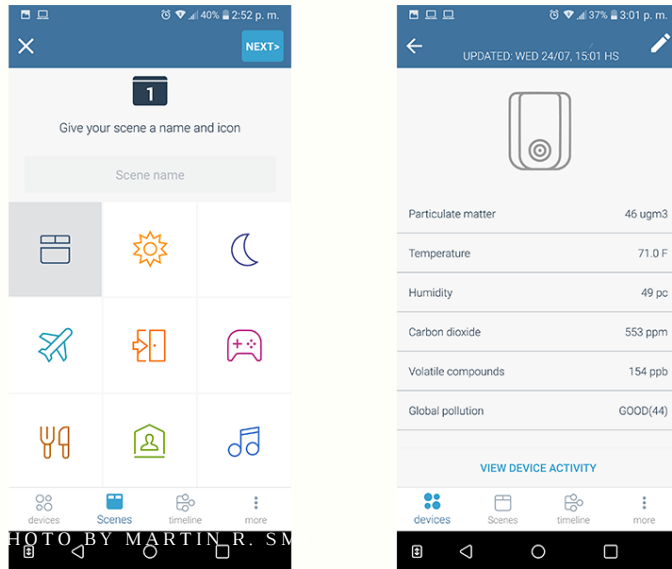 40% 2:52 p. m.
NEXT>
1
Give your scene a name and icon
Scene name
devices
Scenes
timeline
more
HOTO BY MARTIN R. SM
37% 3:01 p. m.
UPDATED: WED 24/07, 15:01 HS
Particulate matter 46 ugm3
Temperature 71.0 F
Humidity 49 pc
Carbon dioxide 553 ppm
Volatile compounds 154 ppb
Global pollution GOOD(44)
VIEW DEVICE ACTIVITY
devices
Scenes
timeline
more